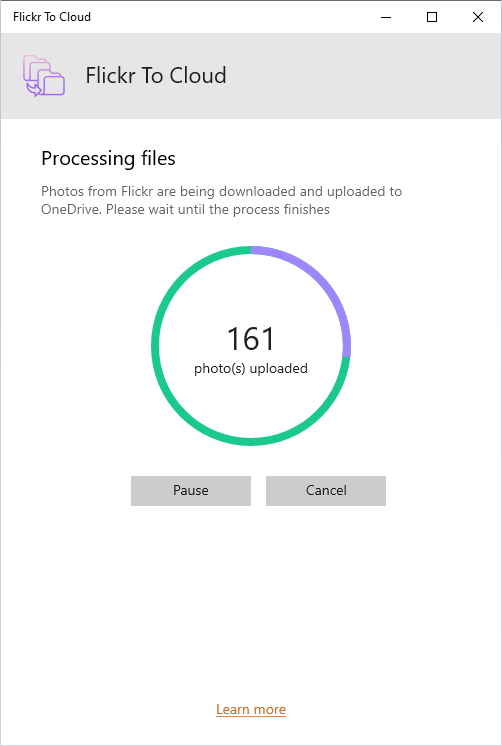 Flickr To Cloud
Flickr To Cloud
Processing files
Photos from Flickr are being downloaded and uploaded to
OneDrive. Please wait until the process finishes
161
photo(s) uploaded
Pause
Cancel
Learn more